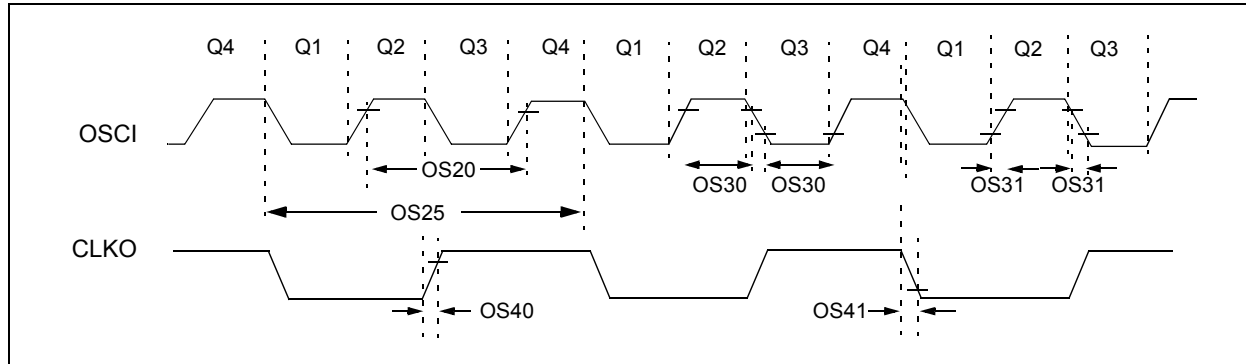 Q4 Q1 Q2 Q3 Q4 Q1 Q2 Q3 Q4 Q1 Q2 Q3
OSCI
OS20 OS30 OS30 OS31 OS31
OS25
CLKO
OS40 OS41